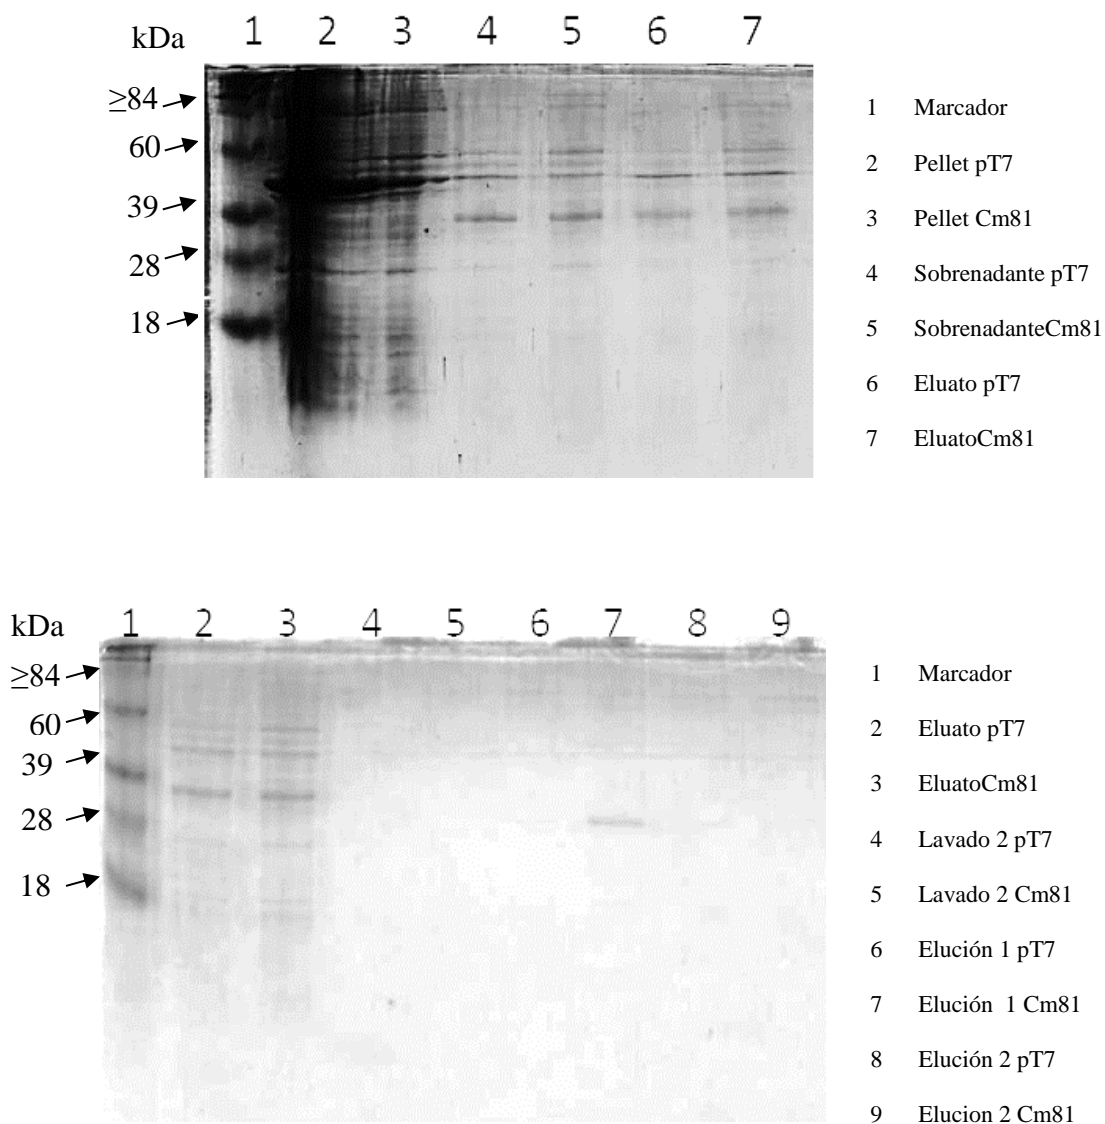 kDa 1 2 3 4 5 6 7
≥84
60
39
28
18
1 Marcador
2 Pellet pT7
3 Pellet Cm81
4 Sobrenadante pT7
5 SobrenadanteCm81
6 Eluato pT7
7 EluatoCm81
kDa 1 2 3 4 5 6 7 8 9
≥84
60
39
28
18
1 Marcador
2 Eluato pT7
3 EluatoCm81
4 Lavado 2 pT7
5 Lavado 2 Cm81
6 Elución 1 pT7
7 Elución 1 Cm81
8 Elución 2 pT7
9 Elucion 2 Cm81